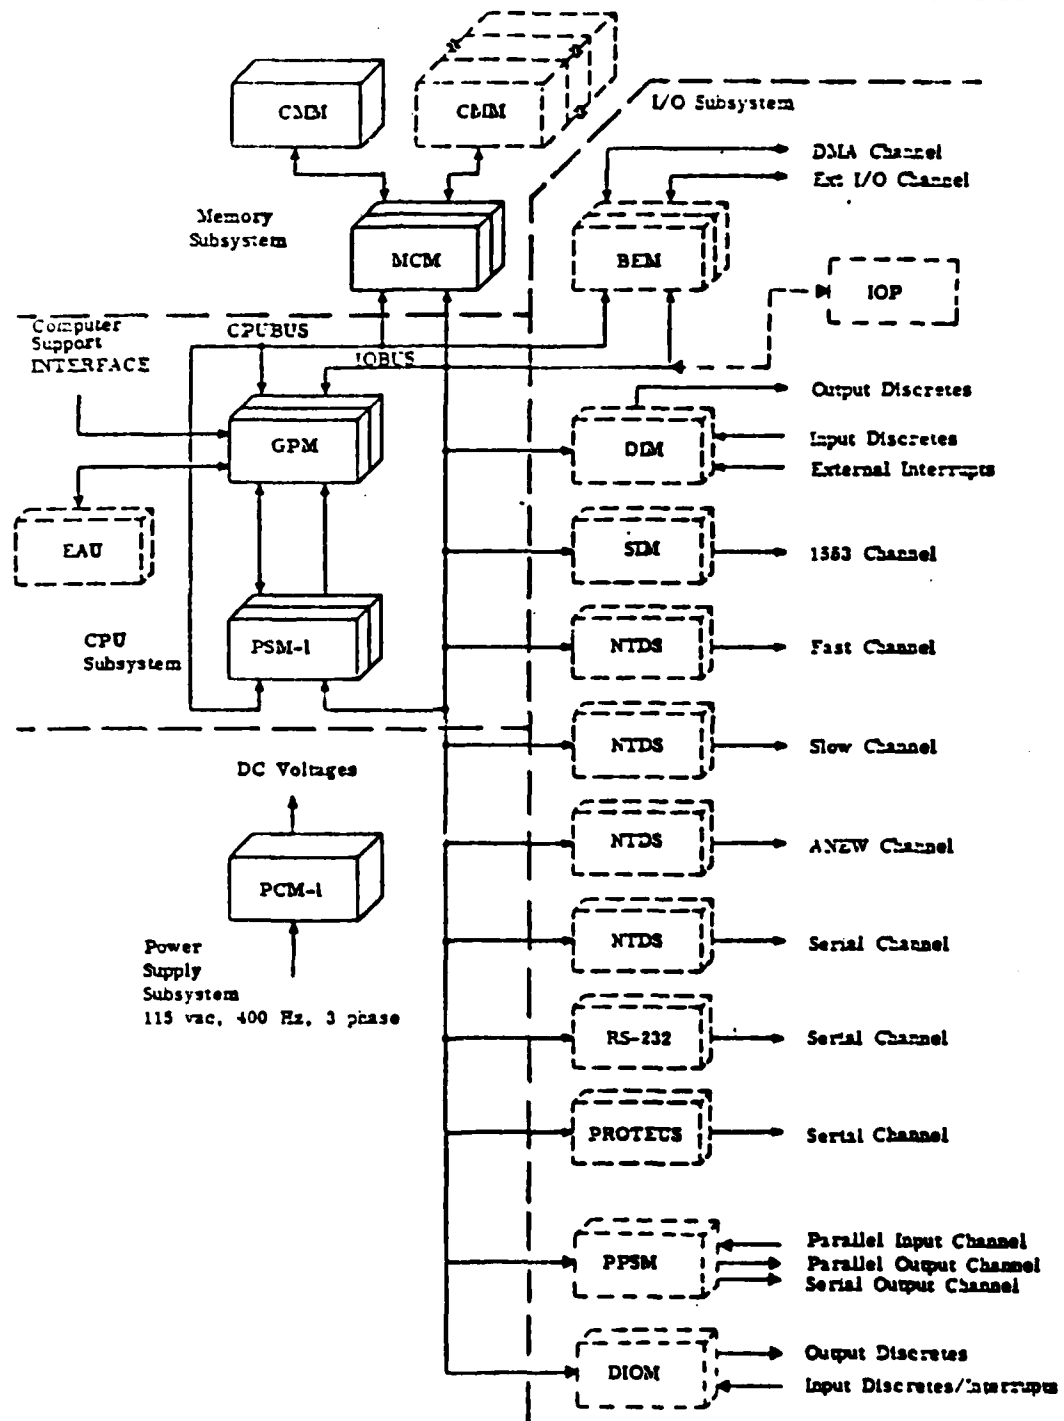 CMM
CMM
I/O Subsystem
DMA Channel
Ext I/O Channel
Memory
Subsystem
MCM
BEM
IOP
Computer
Support
INTERFACE
CPUBUS
IOBUS
Output Discretes
GPM
DIM
Input Discretes
External Interrupts
EAU
SIM
1553 Channel
CPU
Subsystem
PSM-1
NTDS
Fast Channel
NTDS
Slow Channel
DC Voltages
NTDS
ANEW Channel
PCM-1
Power
Supply
Subsystem
115 vac, 400 Hz, 3 phase
NTDS
Serial Channel
RS-232
Serial Channel
PROTEUS
Serial Channel
PPSM
Parallel Input Channel
Parallel Output Channel
Serial Output Channel
DIOM
Output Discretes
Input Discretes/Interrupts